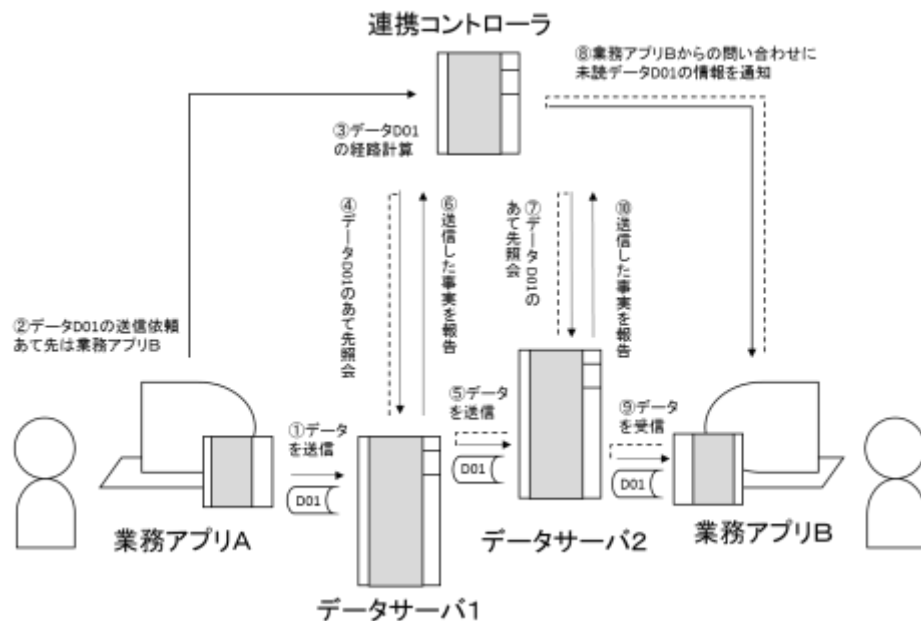 連携コントローラ
⑧業務アプリBからの問い合わせに
未読データD01の情報を通知
③データD01
の経路計算
④データD01のあて先照会
⑥送信した事実を報告
⑦データD01の
あて先照会
⑩送信した事実を報告
②データD01の送信依頼
あて先は業務アプリB
①データ
を送信
⑤データ
を送信
⑨データ
を受信
D01
D01
D01
業務アプリA
データサーバ1
データサーバ2
業務アプリB